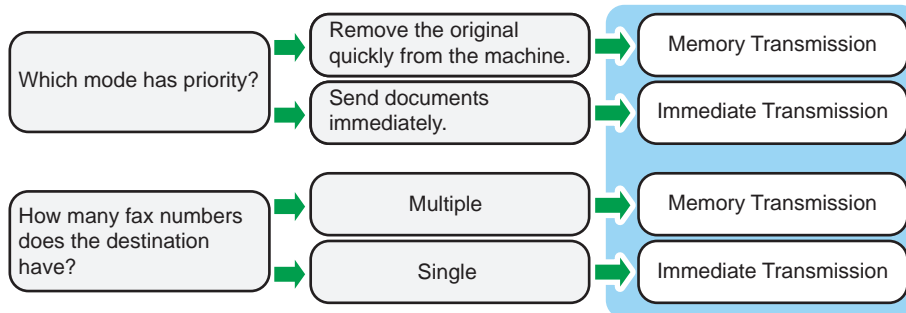 Which mode has priority?
Remove the original
quickly from the machine.
Memory Transmission
Send documents
immediately.
Immediate Transmission
How many fax numbers
does the destination
have?
Multiple
Memory Transmission
Single
Immediate Transmission